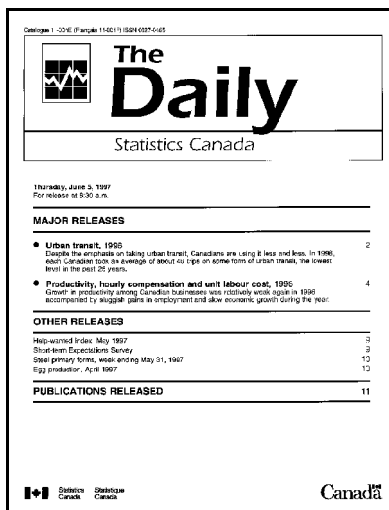 Catalogue 11-001E (Français 11-001F) ISSN 0827-0465
The
Daily
Statistics Canada
Thursday, June 5, 1997
For release at 8:30 a.m.
MAJOR RELEASES
● Urban transit, 1996 2
Despite the emphasis on taking urban transit, Canadians are using it less and less. In 1996,
each Canadian took an average of about 48 trips on some form of urban transit, the lowest
level in the past 25 years.
● Productivity, hourly compensation and unit labour cost, 1996 4
Growth in productivity among Canadian businesses was relatively weak again in 1996
accompanied by sluggish gains in employment and slow economic growth during the year.
OTHER RELEASES
Help-wanted Index, May 1997 9
Short-term Expectations Survey 9
Steel primary forms, week ending May 31, 1997 10
Egg production, April 1997 10
PUBLICATIONS RELEASED 11
Statistics Statistique
Canada Canada
Canada